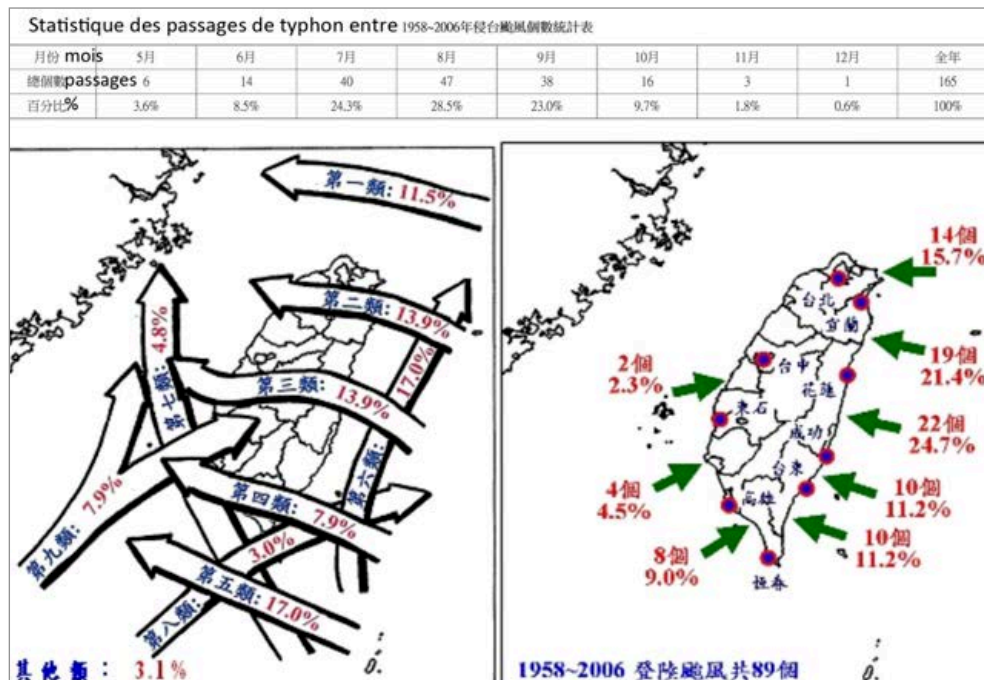 Statistique des passages de typhon entre 1958~2006年侵台颱風個數統計表
月份 mois 5月 6月 7月 8月 9月 10月 11月 12月 全年
總個數passages 6 14 40 47 38 16 3 1 165
百分比% 3.6% 8.5% 24.3% 28.5% 23.0% 9.7% 1.8% 0.6% 100%
第一類: 11.5%
第二類: 13.9%
第三類: 13.9%
第四類: 7.9%
第五類: 17.0%
第六類: 17.0%
第七類: 4.8%
第八類: 3.0%
第九類: 7.9%
其他類: 3.1%
14個
15.7%
台北
宜蘭
19個
21.4%
2個
2.3%
台中
花蓮
東石
22個
24.7%
成功
台東
4個
4.5%
高雄
10個
11.2%
10個
11.2%
8個
9.0%
恆春
1958~2006 登陸颱風共89個